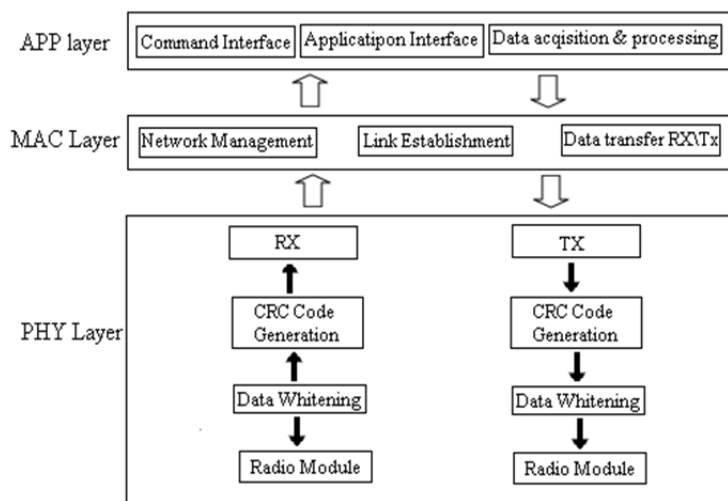 APP layer
Command Interface
Applicatipon Interface
Data acqisition & processing
MAC Layer
Network Management
Link Establishment
Data transfer RX\Tx
PHY Layer
RX
TX
CRC Code
Generation
CRC Code
Generation
Data Whitening
Data Whitening
Radio Module
Radio Module